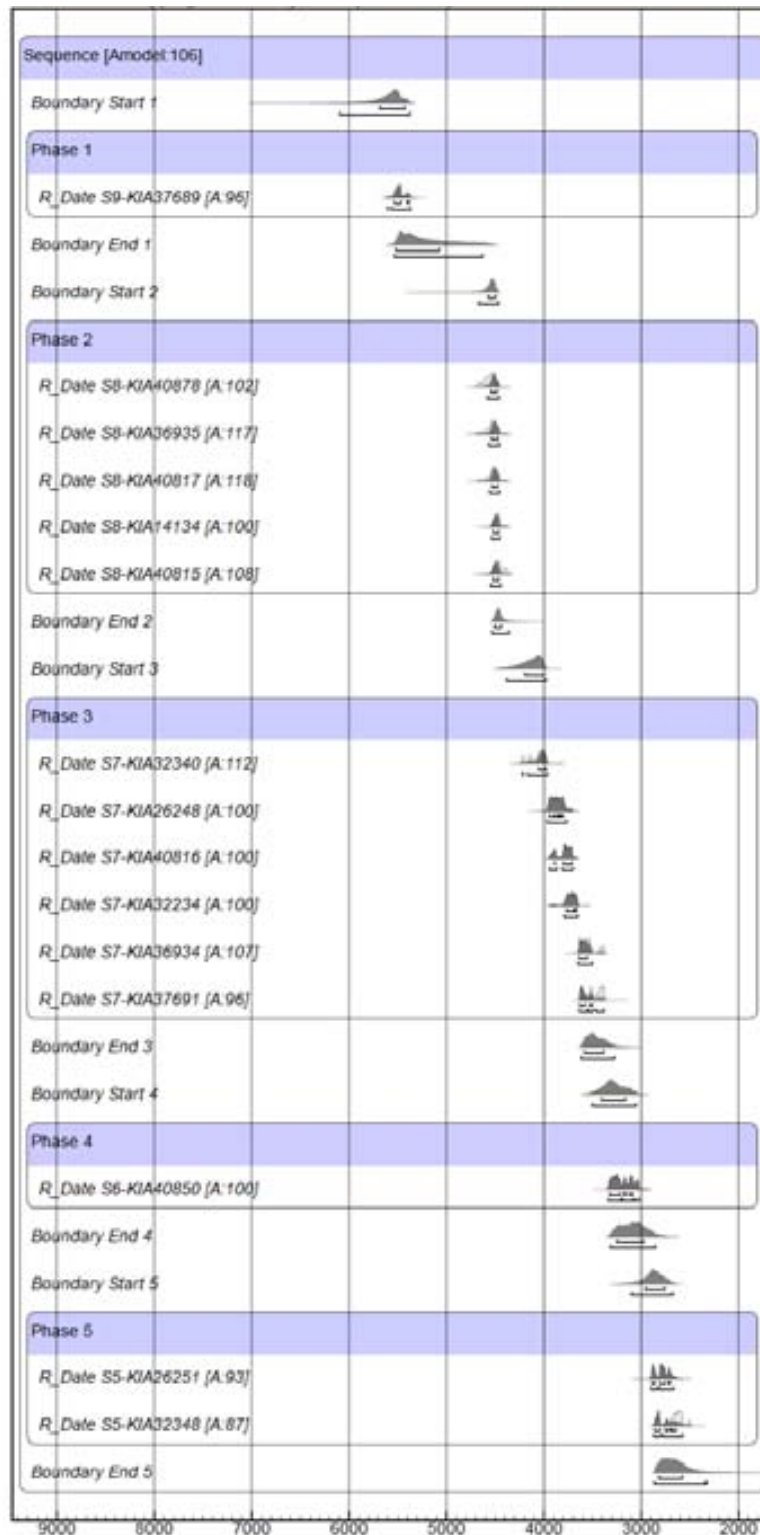 Sequence [Amodel:106]
Boundary Start 1
Phase 1
R_Date S9-KIA37689 [A:96]
Boundary End 1
Boundary Start 2
Phase 2
R_Date S8-KIA40878 [A:102]
R_Date S8-KIA36935 [A:117]
R_Date S8-KIA40817 [A:118]
R_Date S8-KIA14134 [A:100]
R_Date S8-KIA40815 [A:108]
Boundary End 2
Boundary Start 3
Phase 3
R_Date S7-KIA32340 [A:112]
R_Date S7-KIA26248 [A:100]
R_Date S7-KIA40816 [A:100]
R_Date S7-KIA32234 [A:100]
R_Date S7-KIA36934 [A:107]
R_Date S7-KIA37691 [A:96]
Boundary End 3
Boundary Start 4
Phase 4
R_Date S6-KIA40850 [A:100]
Boundary End 4
Boundary Start 5
Phase 5
R_Date S5-KIA26251 [A:93]
R_Date S5-KIA32348 [A:87]
Boundary End 5
9000 8000 7000 6000 5000 4000 3000 2000